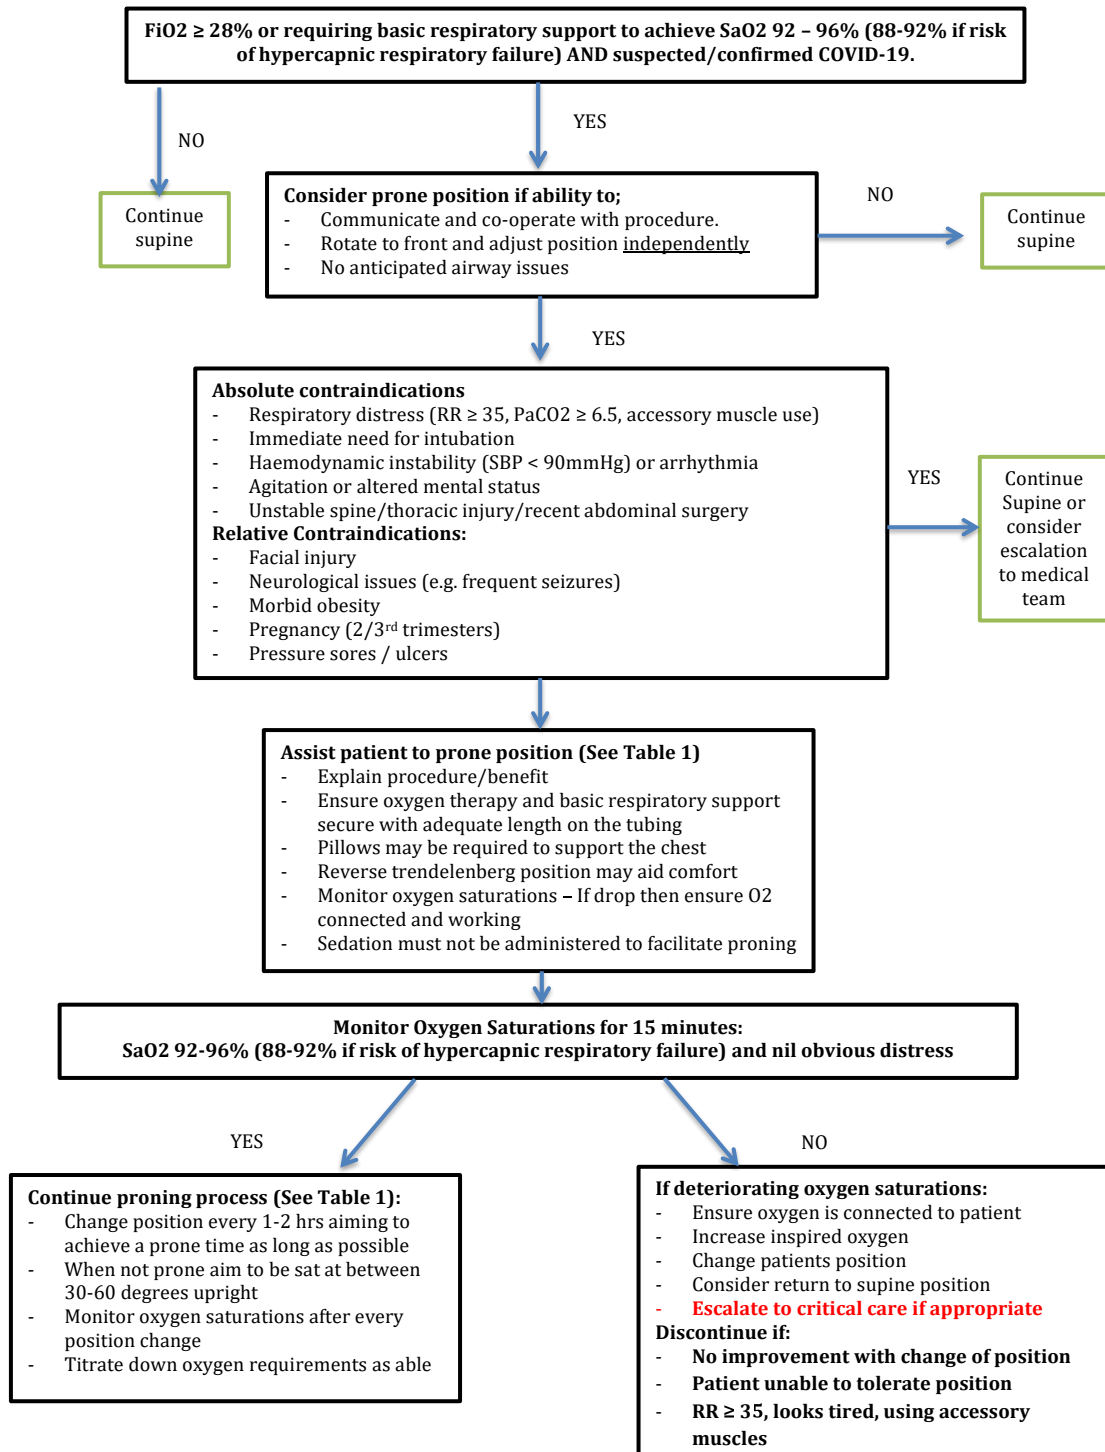 FiO2 ≥ 28% or requiring basic respiratory support to achieve SaO2 92 – 96% (88-92% if risk
of hypercapnic respiratory failure) AND suspected/confirmed COVID-19.
NO
YES
Continue
supine
Consider prone position if ability to;
- Communicate and co-operate with procedure.
- Rotate to front and adjust position independently
- No anticipated airway issues
NO
Continue
supine
YES
Absolute contraindications
- Respiratory distress (RR ≥ 35, PaCO2 ≥ 6.5, accessory muscle use)
- Immediate need for intubation
- Haemodynamic instability (SBP < 90mmHg) or arrhythmia
- Agitation or altered mental status
- Unstable spine/thoracic injury/recent abdominal surgery
Relative Contraindications:
- Facial injury
- Neurological issues (e.g. frequent seizures)
- Morbid obesity
- Pregnancy (2/3rd trimesters)
- Pressure sores / ulcers
YES
Continue
Supine or
consider
escalation
to medical
team
Assist patient to prone position (See Table 1)
- Explain procedure/benefit
- Ensure oxygen therapy and basic respiratory support
secure with adequate length on the tubing
- Pillows may be required to support the chest
- Reverse trendelenberg position may aid comfort
- Monitor oxygen saturations – If drop then ensure O2
connected and working
- Sedation must not be administered to facilitate proning
Monitor Oxygen Saturations for 15 minutes:
SaO2 92-96% (88-92% if risk of hypercapnic respiratory failure) and nil obvious distress
YES
NO
Continue proning process (See Table 1):
- Change position every 1-2 hrs aiming to
achieve a prone time as long as possible
- When not prone aim to be sat at between
30-60 degrees upright
- Monitor oxygen saturations after every
position change
- Titrate down oxygen requirements as able
If deteriorating oxygen saturations:
- Ensure oxygen is connected to patient
- Increase inspired oxygen
- Change patients position
- Consider return to supine position
- Escalate to critical care if appropriate
Discontinue if:
- No improvement with change of position
- Patient unable to tolerate position
- RR ≥ 35, looks tired, using accessory
muscles